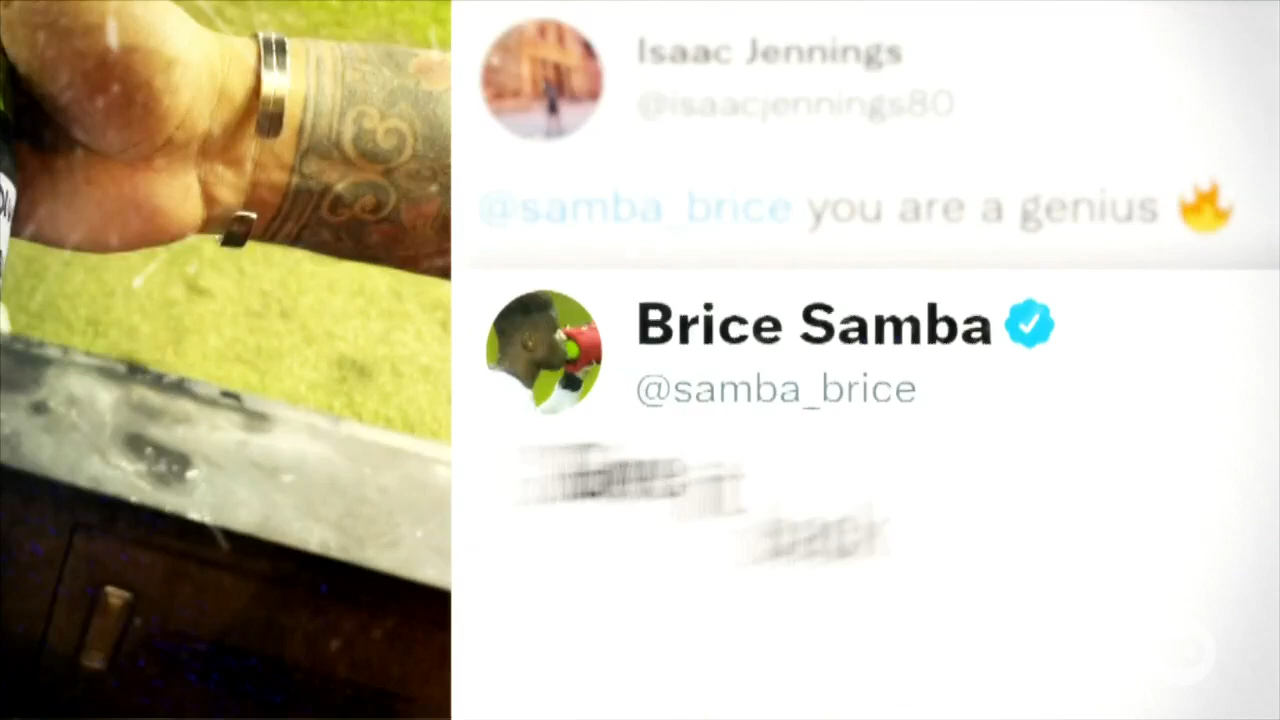 Isaac Jennings
@isaacjennings80
@samba_brice you are a genius 🔥
Brice Samba
@samba_brice